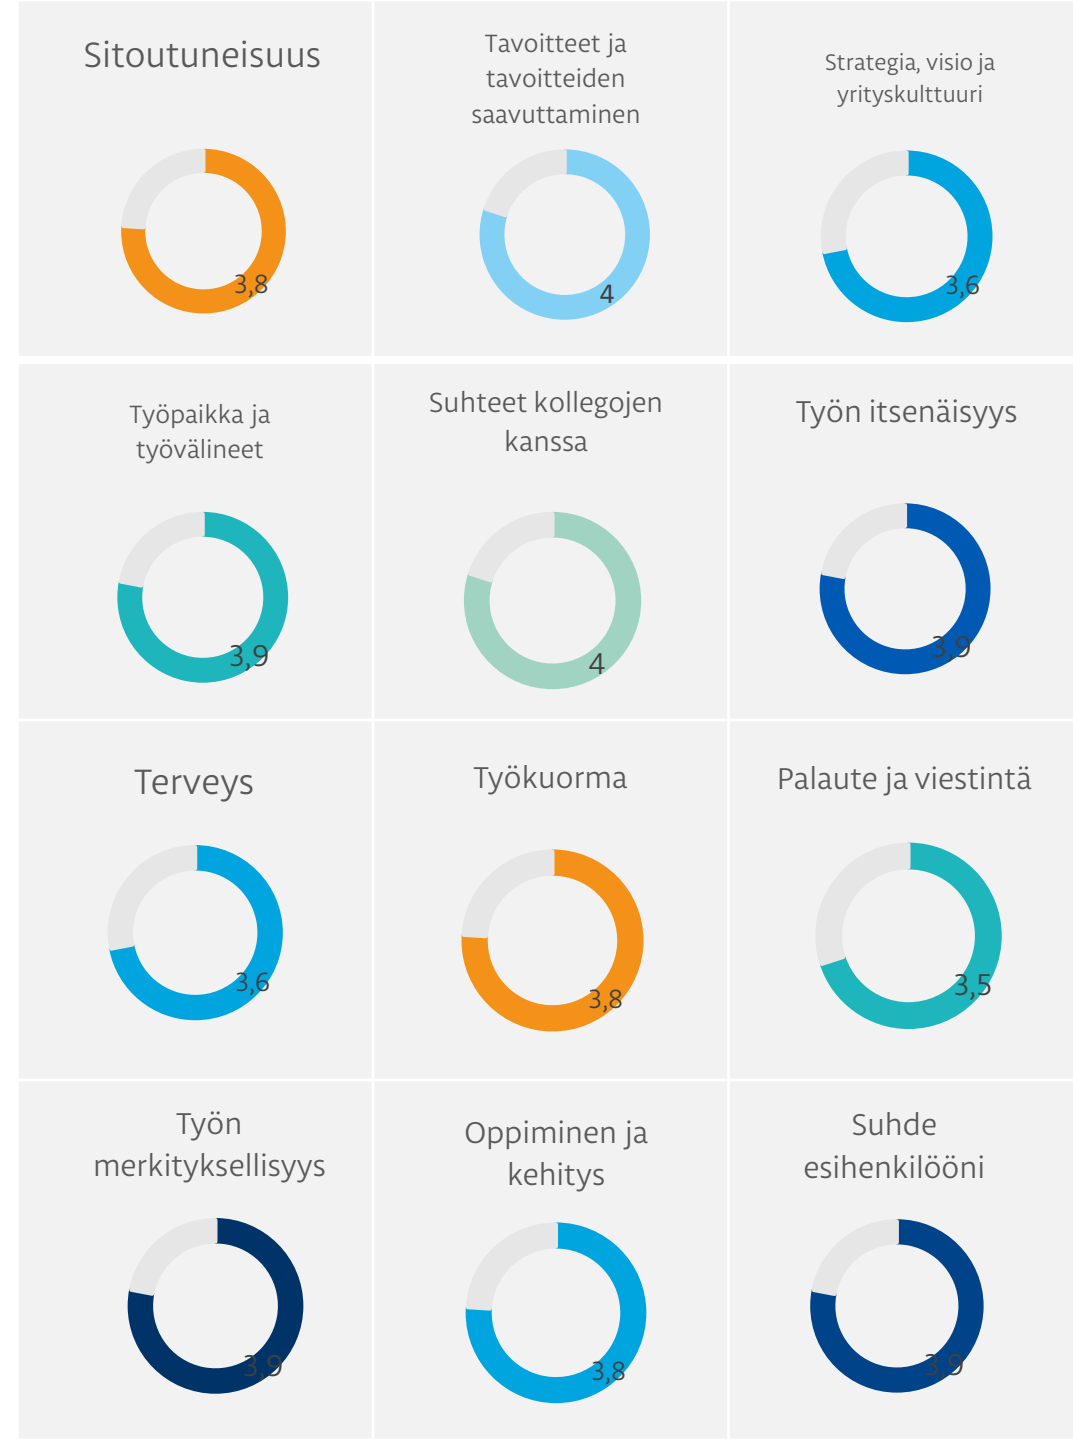 Sitoutuneisuus
3,8
Tavoitteet ja
tavoitteiden
saavuttaminen
4
Strategia, visio ja
yrityskulttuuri
3,6
Työpaikka ja
työvälineet
3,9
Suhteet kollegojen
kanssa
4
Työn itsenäisyys
3,9
Terveys
3,6
Työkuorma
3,8
Palaute ja viestintä
3,5
Työn
merkityksellisyys
3,9
Oppiminen ja
kehitys
3,8
Suhde
esihenkilööni
3,9